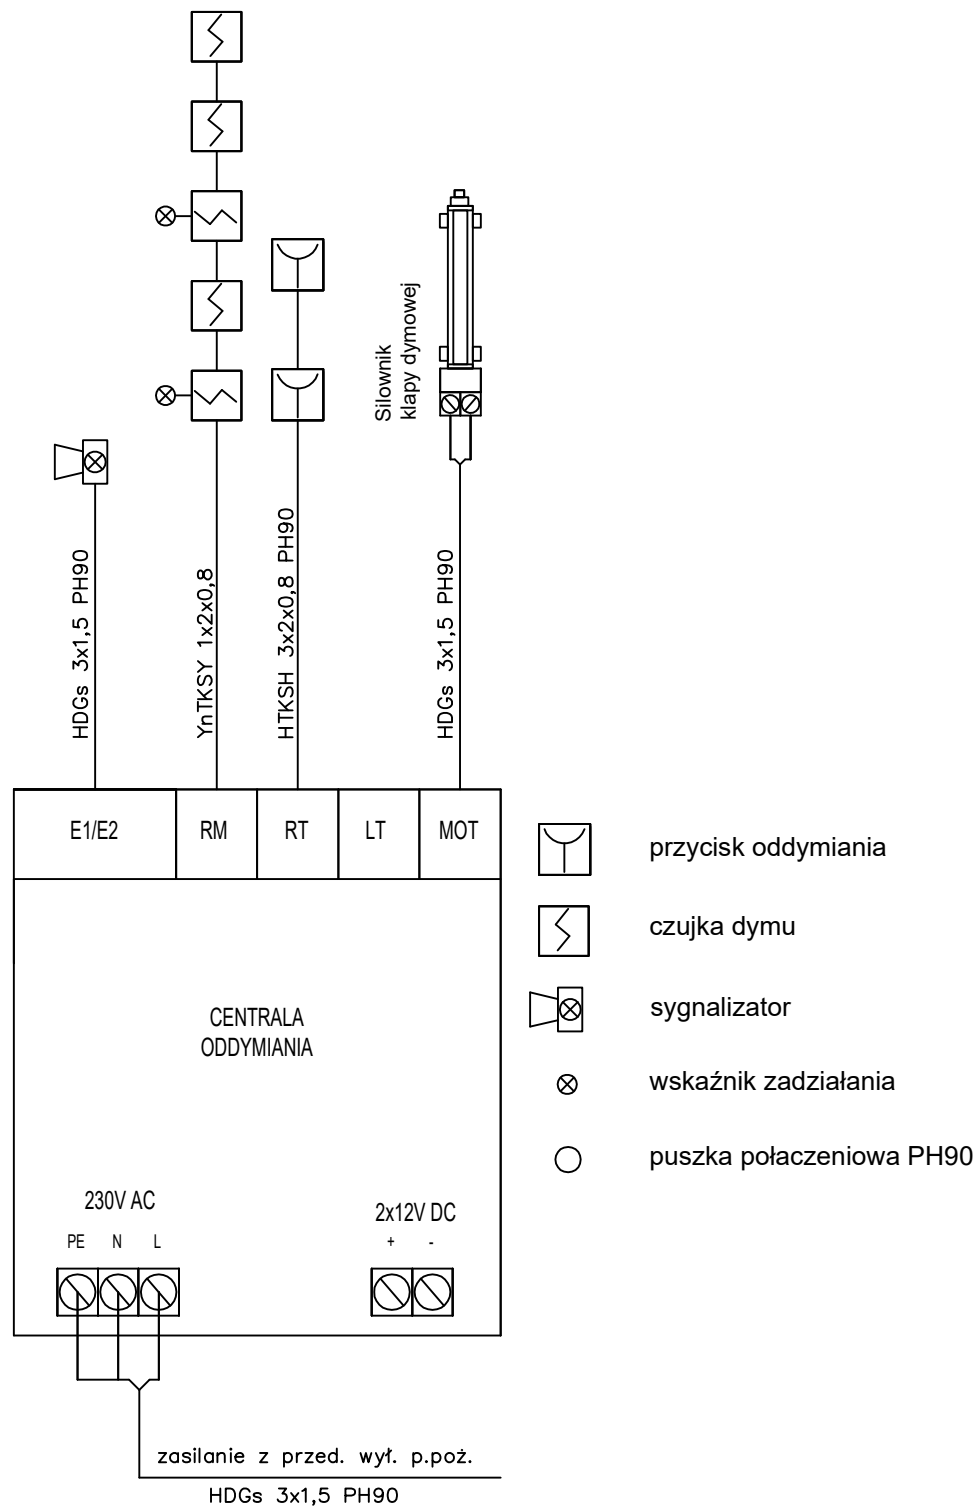 Silownik
klapy dymowej
HDGs 3x1,5 PH90
YnTKSY 1x2x0,8
HTKSH 3x2x0,8 PH90
HDGs 3x1,5 PH90
E1/E2
RM
RT
LT
MOT
CENTRALA
ODDYMIANIA
230V AC
PE N L
2x12V DC
+ -
zasilanie z przed. wył. p.poż.
HDGs 3x1,5 PH90
przycisk oddymiania
czujka dymu
sygnalizator
wskaźnik zadziałania
puszka połaczeniowa PH90